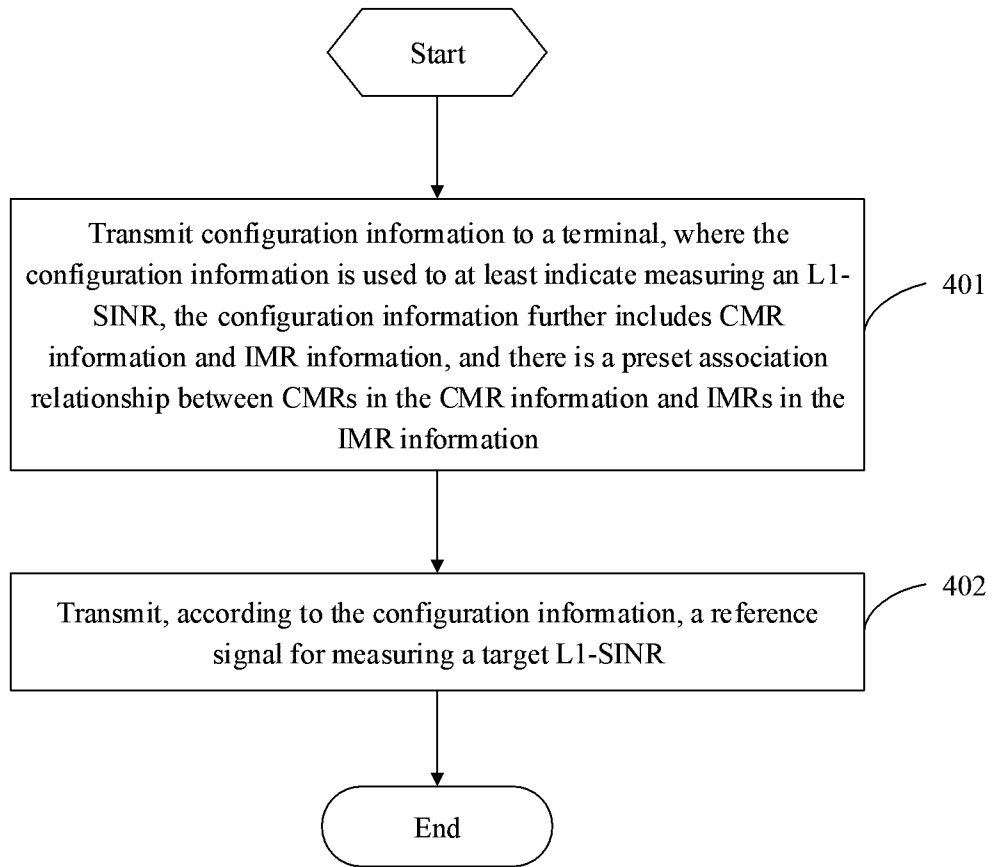 Start
Transmit configuration information to a terminal, where the
configuration information is used to at least indicate measuring an L1-
SINR, the configuration information further includes CMR
information and IMR information, and there is a preset association
relationship between CMRs in the CMR information and IMRs in the
IMR information
401
Transmit, according to the configuration information, a reference
signal for measuring a target L1-SINR
402
End